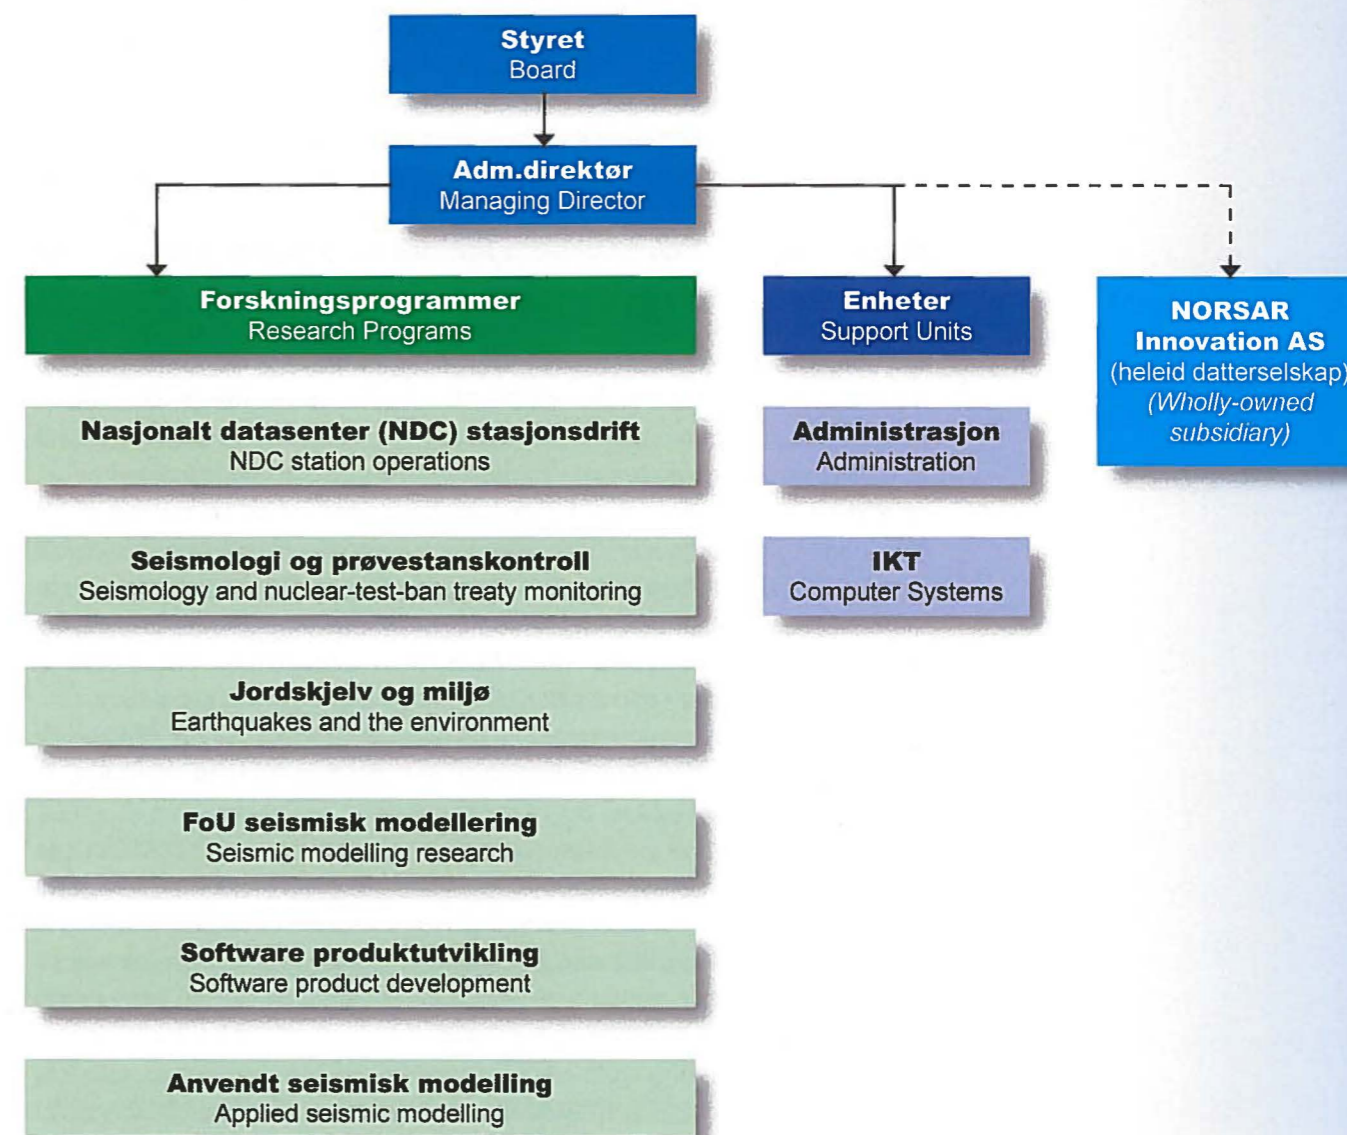 Styret
Board
Adm.direktør
Managing Director
Forskningsprogrammer
Research Programs
Nasjonalt datasenter (NDC) stasjonsdrift
NDC station operations
Seismologi og prøvestanskontroll
Seismology and nuclear-test-ban treaty monitoring
Jordskjelv og miljø
Earthquakes and the environment
FoU seismisk modellering
Seismic modelling research
Software produktutvikling
Software product development
Anvendt seismisk modelling
Applied seismic modelling
Enheter
Support Units
Administrasjon
Administration
IKT
Computer Systems
NORSAR
Innovation AS
(heleid datterselskap)
(Wholly-owned
subsidiary)